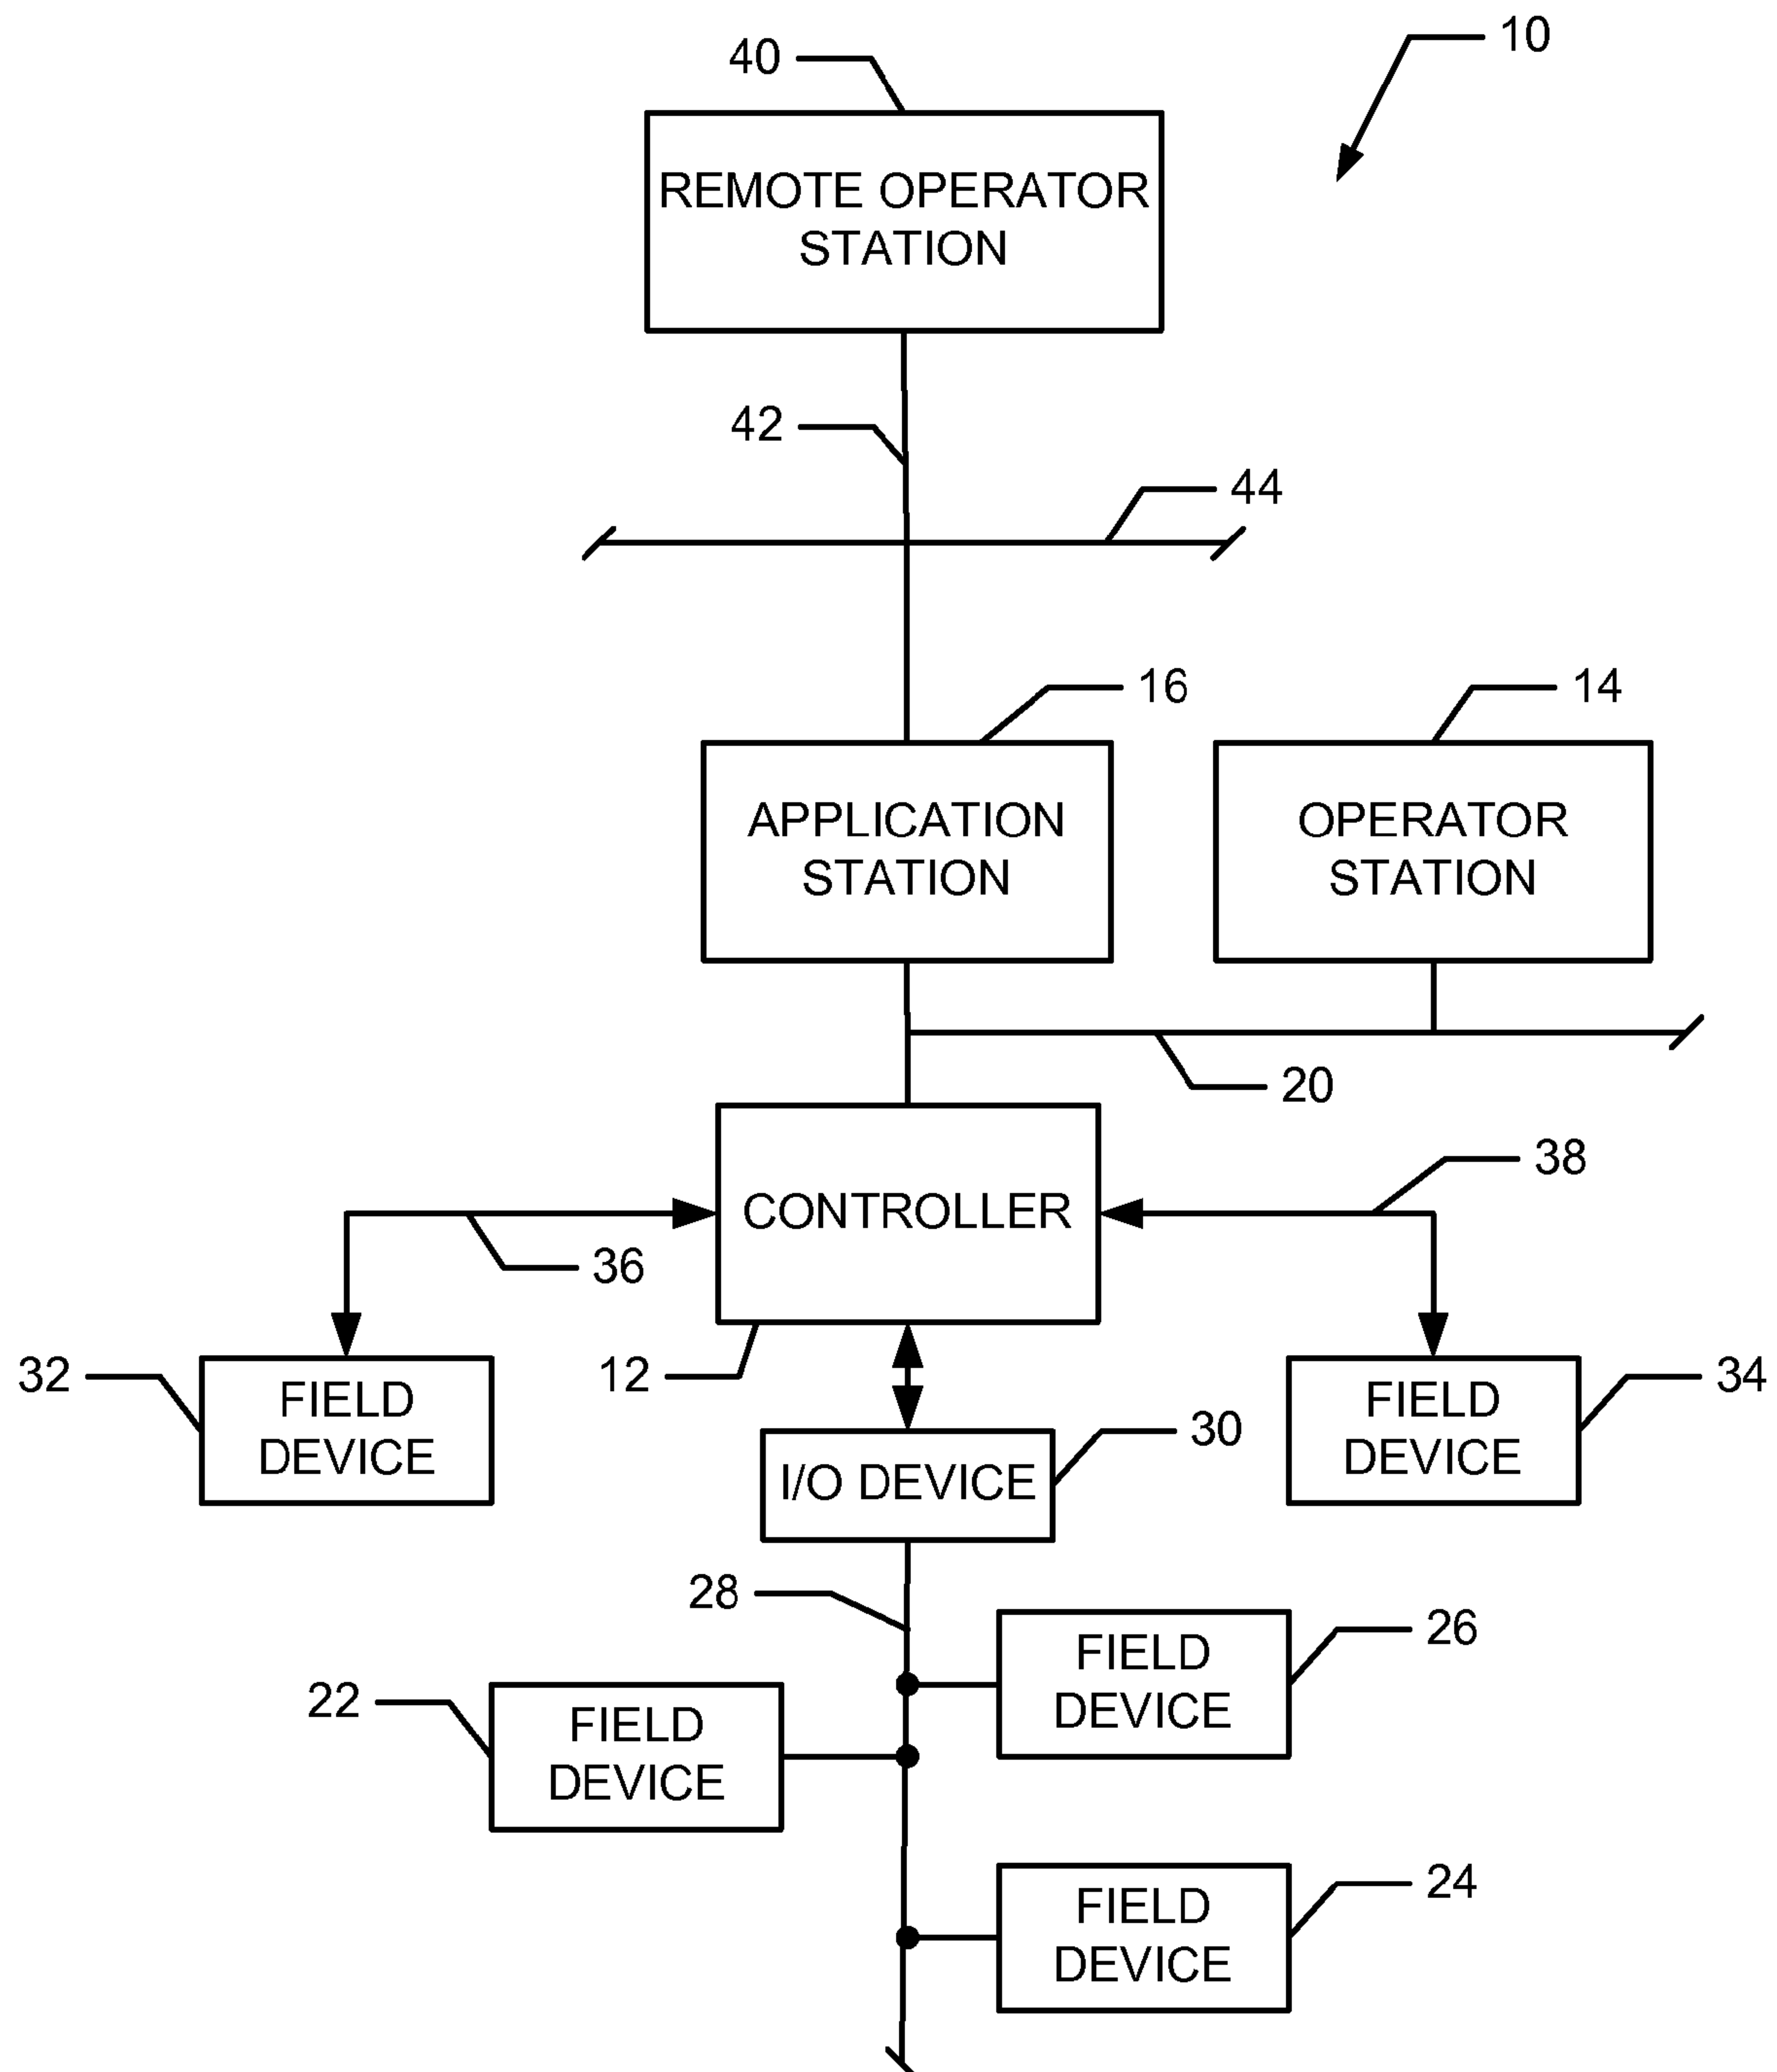 10
40
REMOTE OPERATOR
STATION
42
44
16
14
APPLICATION
STATION
OPERATOR
STATION
20
38
CONTROLLER
36
32
FIELD
DEVICE
12
FIELD
DEVICE
34
30
I/O DEVICE
28
26
FIELD
DEVICE
22
FIELD
DEVICE
24
FIELD
DEVICE